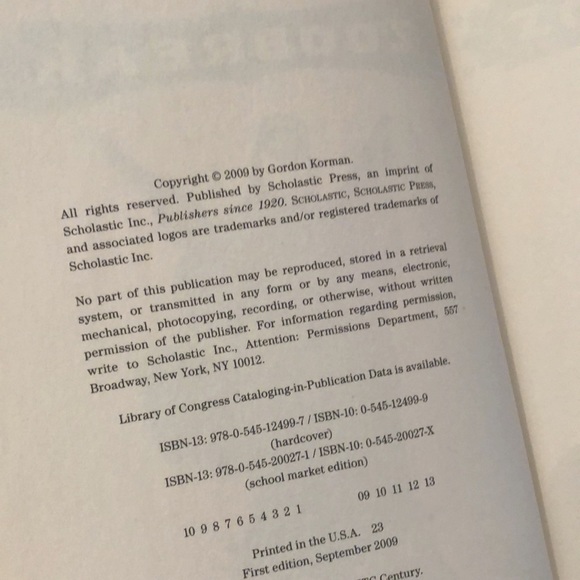 Copyright © 2009 by Gordon Korman.
All rights reserved. Published by Scholastic Press, an imprint of
Scholastic Inc., Publishers since 1920. SCHOLASTIC, SCHOLASTIC PRESS,
and associated logos are trademarks and/or registered trademarks of
Scholastic Inc.
No part of this publication may be reproduced, stored in a retrieval
system, or transmitted in any form or by any means, electronic,
mechanical, photocopying, recording, or otherwise, without written
permission of the publisher. For information regarding permission,
write to Scholastic Inc., Attention: Permissions Department, 557
Broadway, New York, NY 10012.
Library of Congress Cataloging-in-Publication Data is available.
ISBN-13: 978-0-545-12499-7 / ISBN-10: 0-545-12499-9
(hardcover)
ISBN-13: 978-0-545-20027-1 / ISBN-10: 0-545-20027-X
(school market edition)
10 9 8 7 6 5 4 3 2 1 09 10 11 12 13
Printed in the U.S.A. 23
First edition, September 2009
Century.